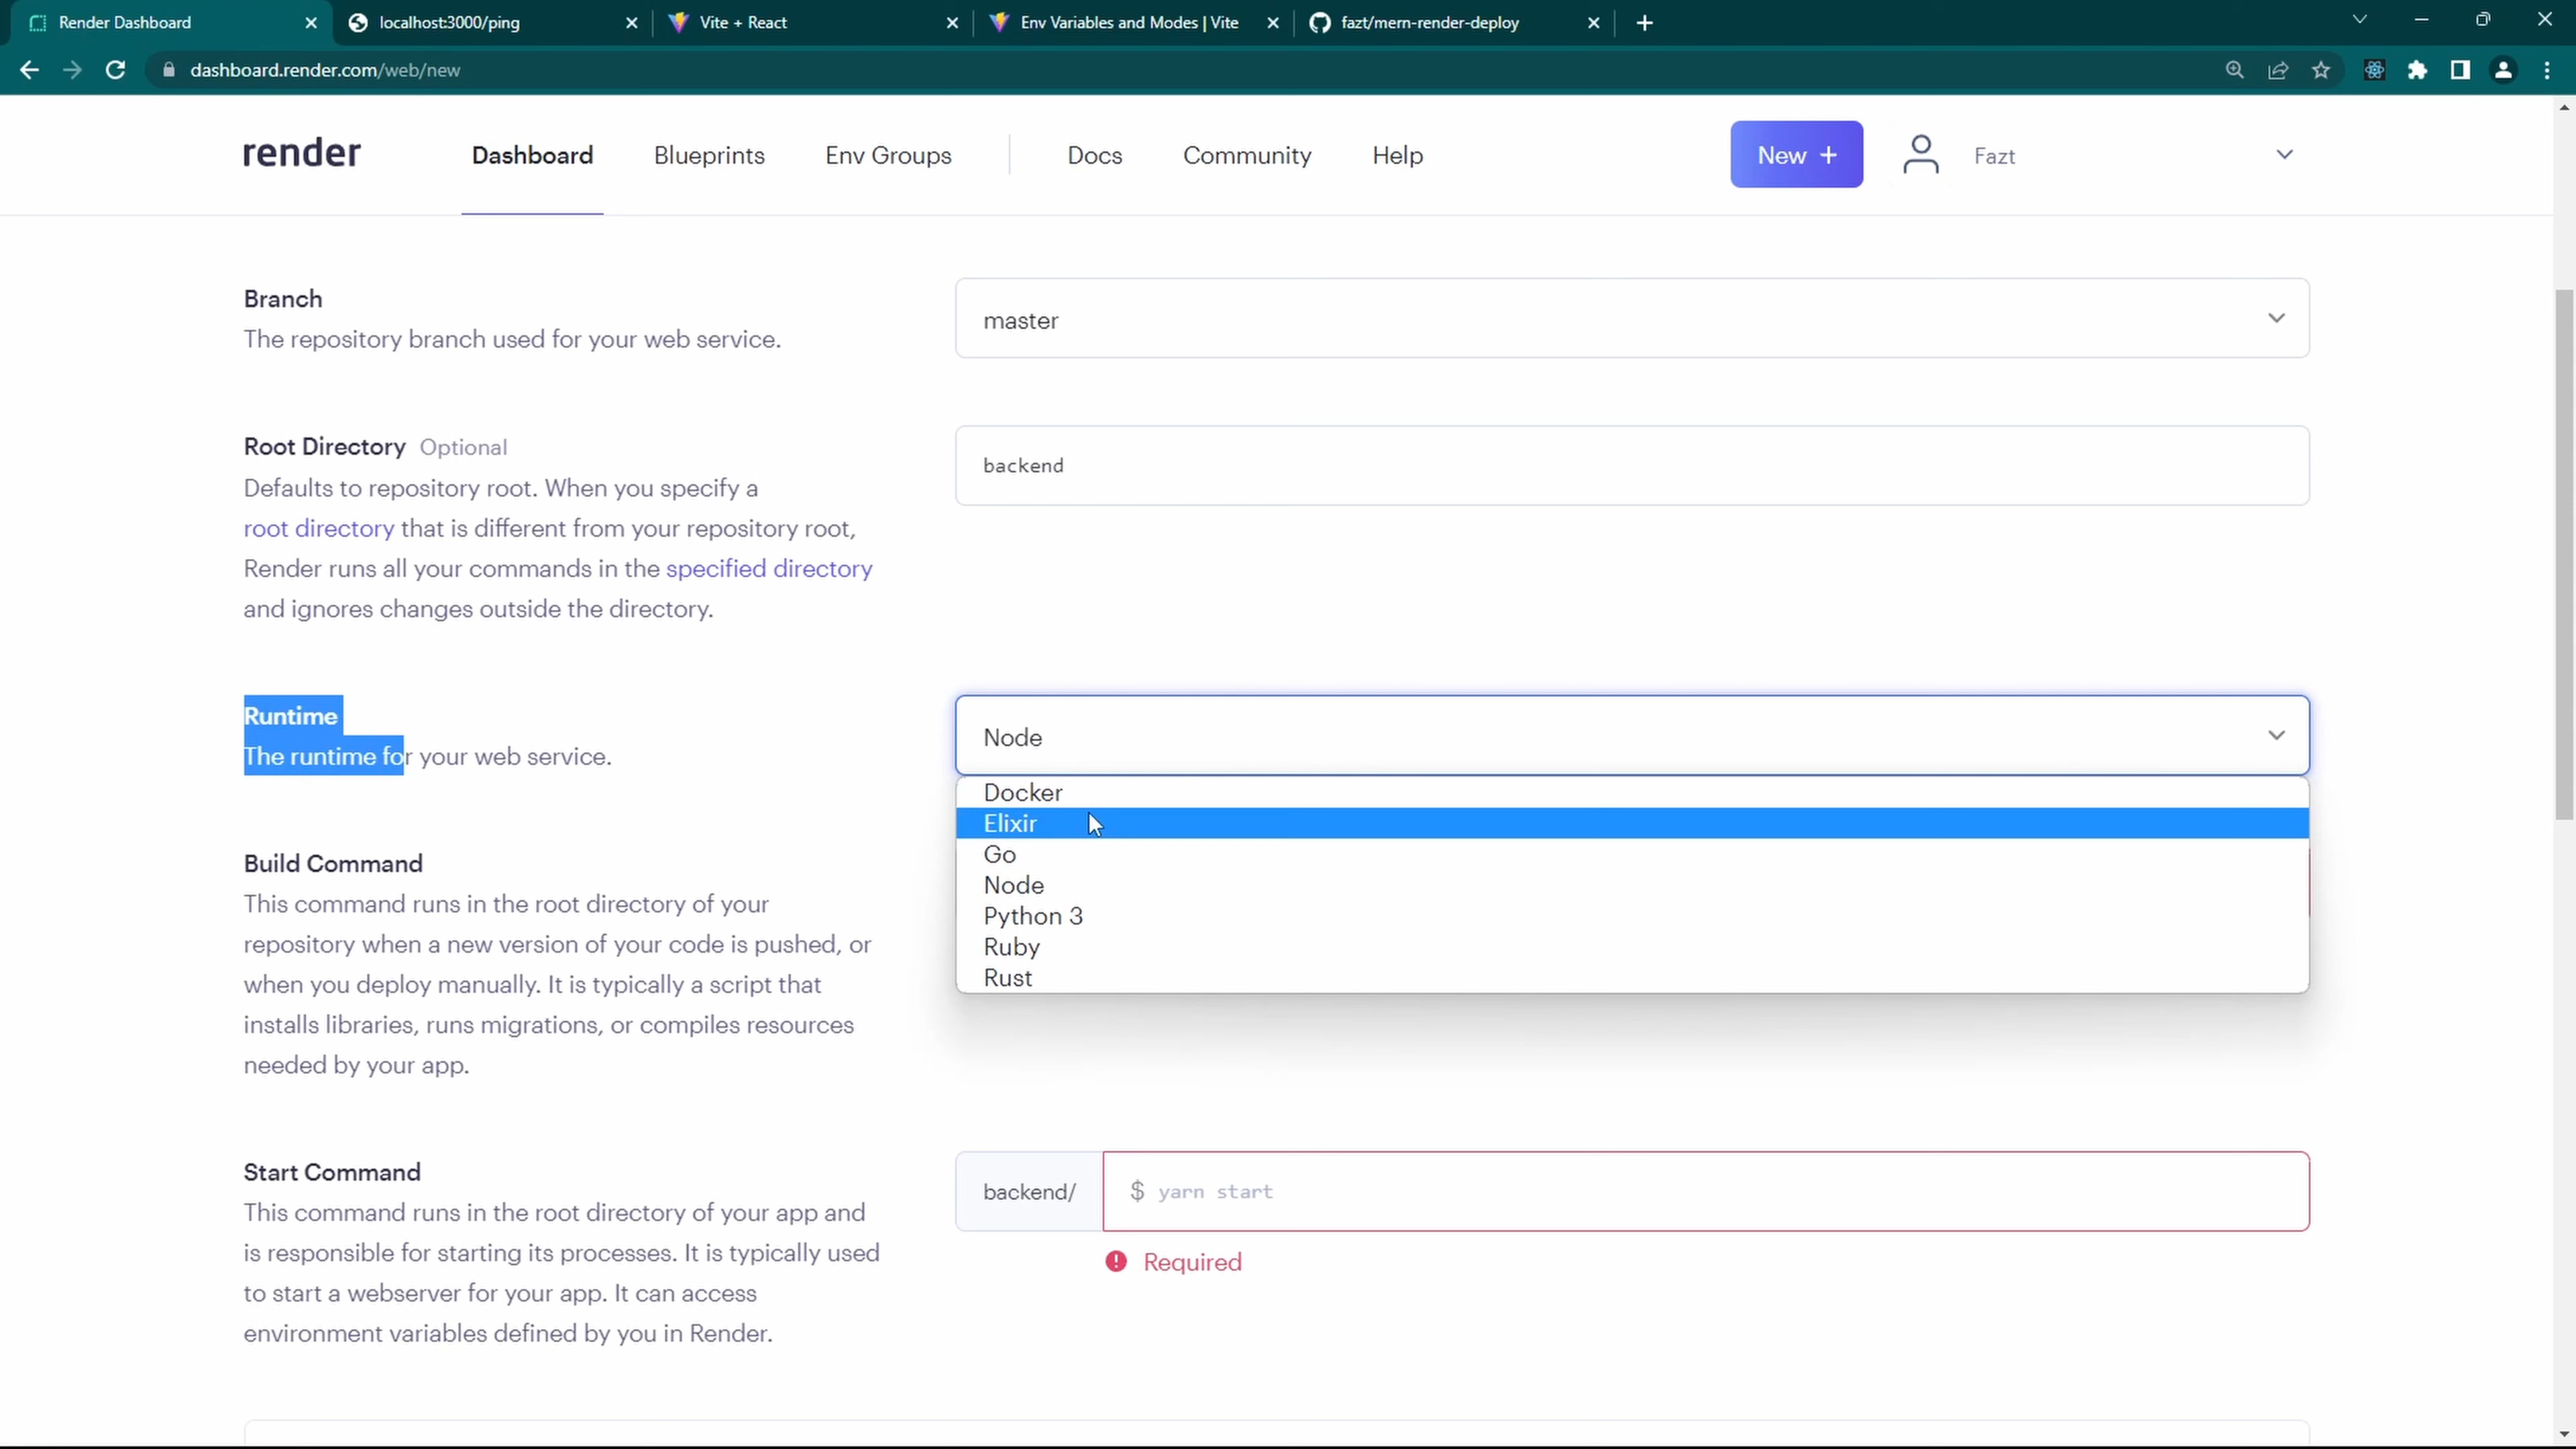 Render Dashboard
localhost:3000/ping
Vite + React
Env Variables and Modes | Vite
fazt/mern-render-deploy
dashboard.render.com/web/new
render
Dashboard
Blueprints
Env Groups
Docs
Community
Help
New +
Fazt
Branch
The repository branch used for your web service.
master
Root Directory Optional
Defaults to repository root. When you specify a
root directory that is different from your repository root,
Render runs all your commands in the specified directory
and ignores changes outside the directory.
backend
Runtime
The runtime for your web service.
Node
Docker
Elixir
Go
Node
Python 3
Ruby
Rust
Build Command
This command runs in the root directory of your
repository when a new version of your code is pushed, or
when you deploy manually. It is typically a script that
installs libraries, runs migrations, or compiles resources
needed by your app.
Start Command
This command runs in the root directory of your app and
is responsible for starting its processes. It is typically used
to start a webserver for your app. It can access
environment variables defined by you in Render.
backend/
$ yarn start
Required